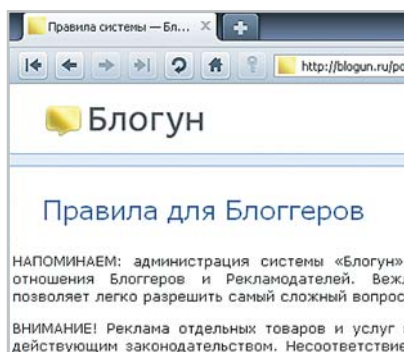 Правила системы — Бл...
http://blogun.ru/po
Блогун
Правила для Блоггеров
НАПОМИНАЕМ: администрация системы «Блогун»
отношения Блоггеров и Рекламодателей. Веж
позволяет легко разрешить самый сложный вопрос
ВНИМАНИЕ! Реклама отдельных товаров и услуг
действующим законодательством. Несоответствие